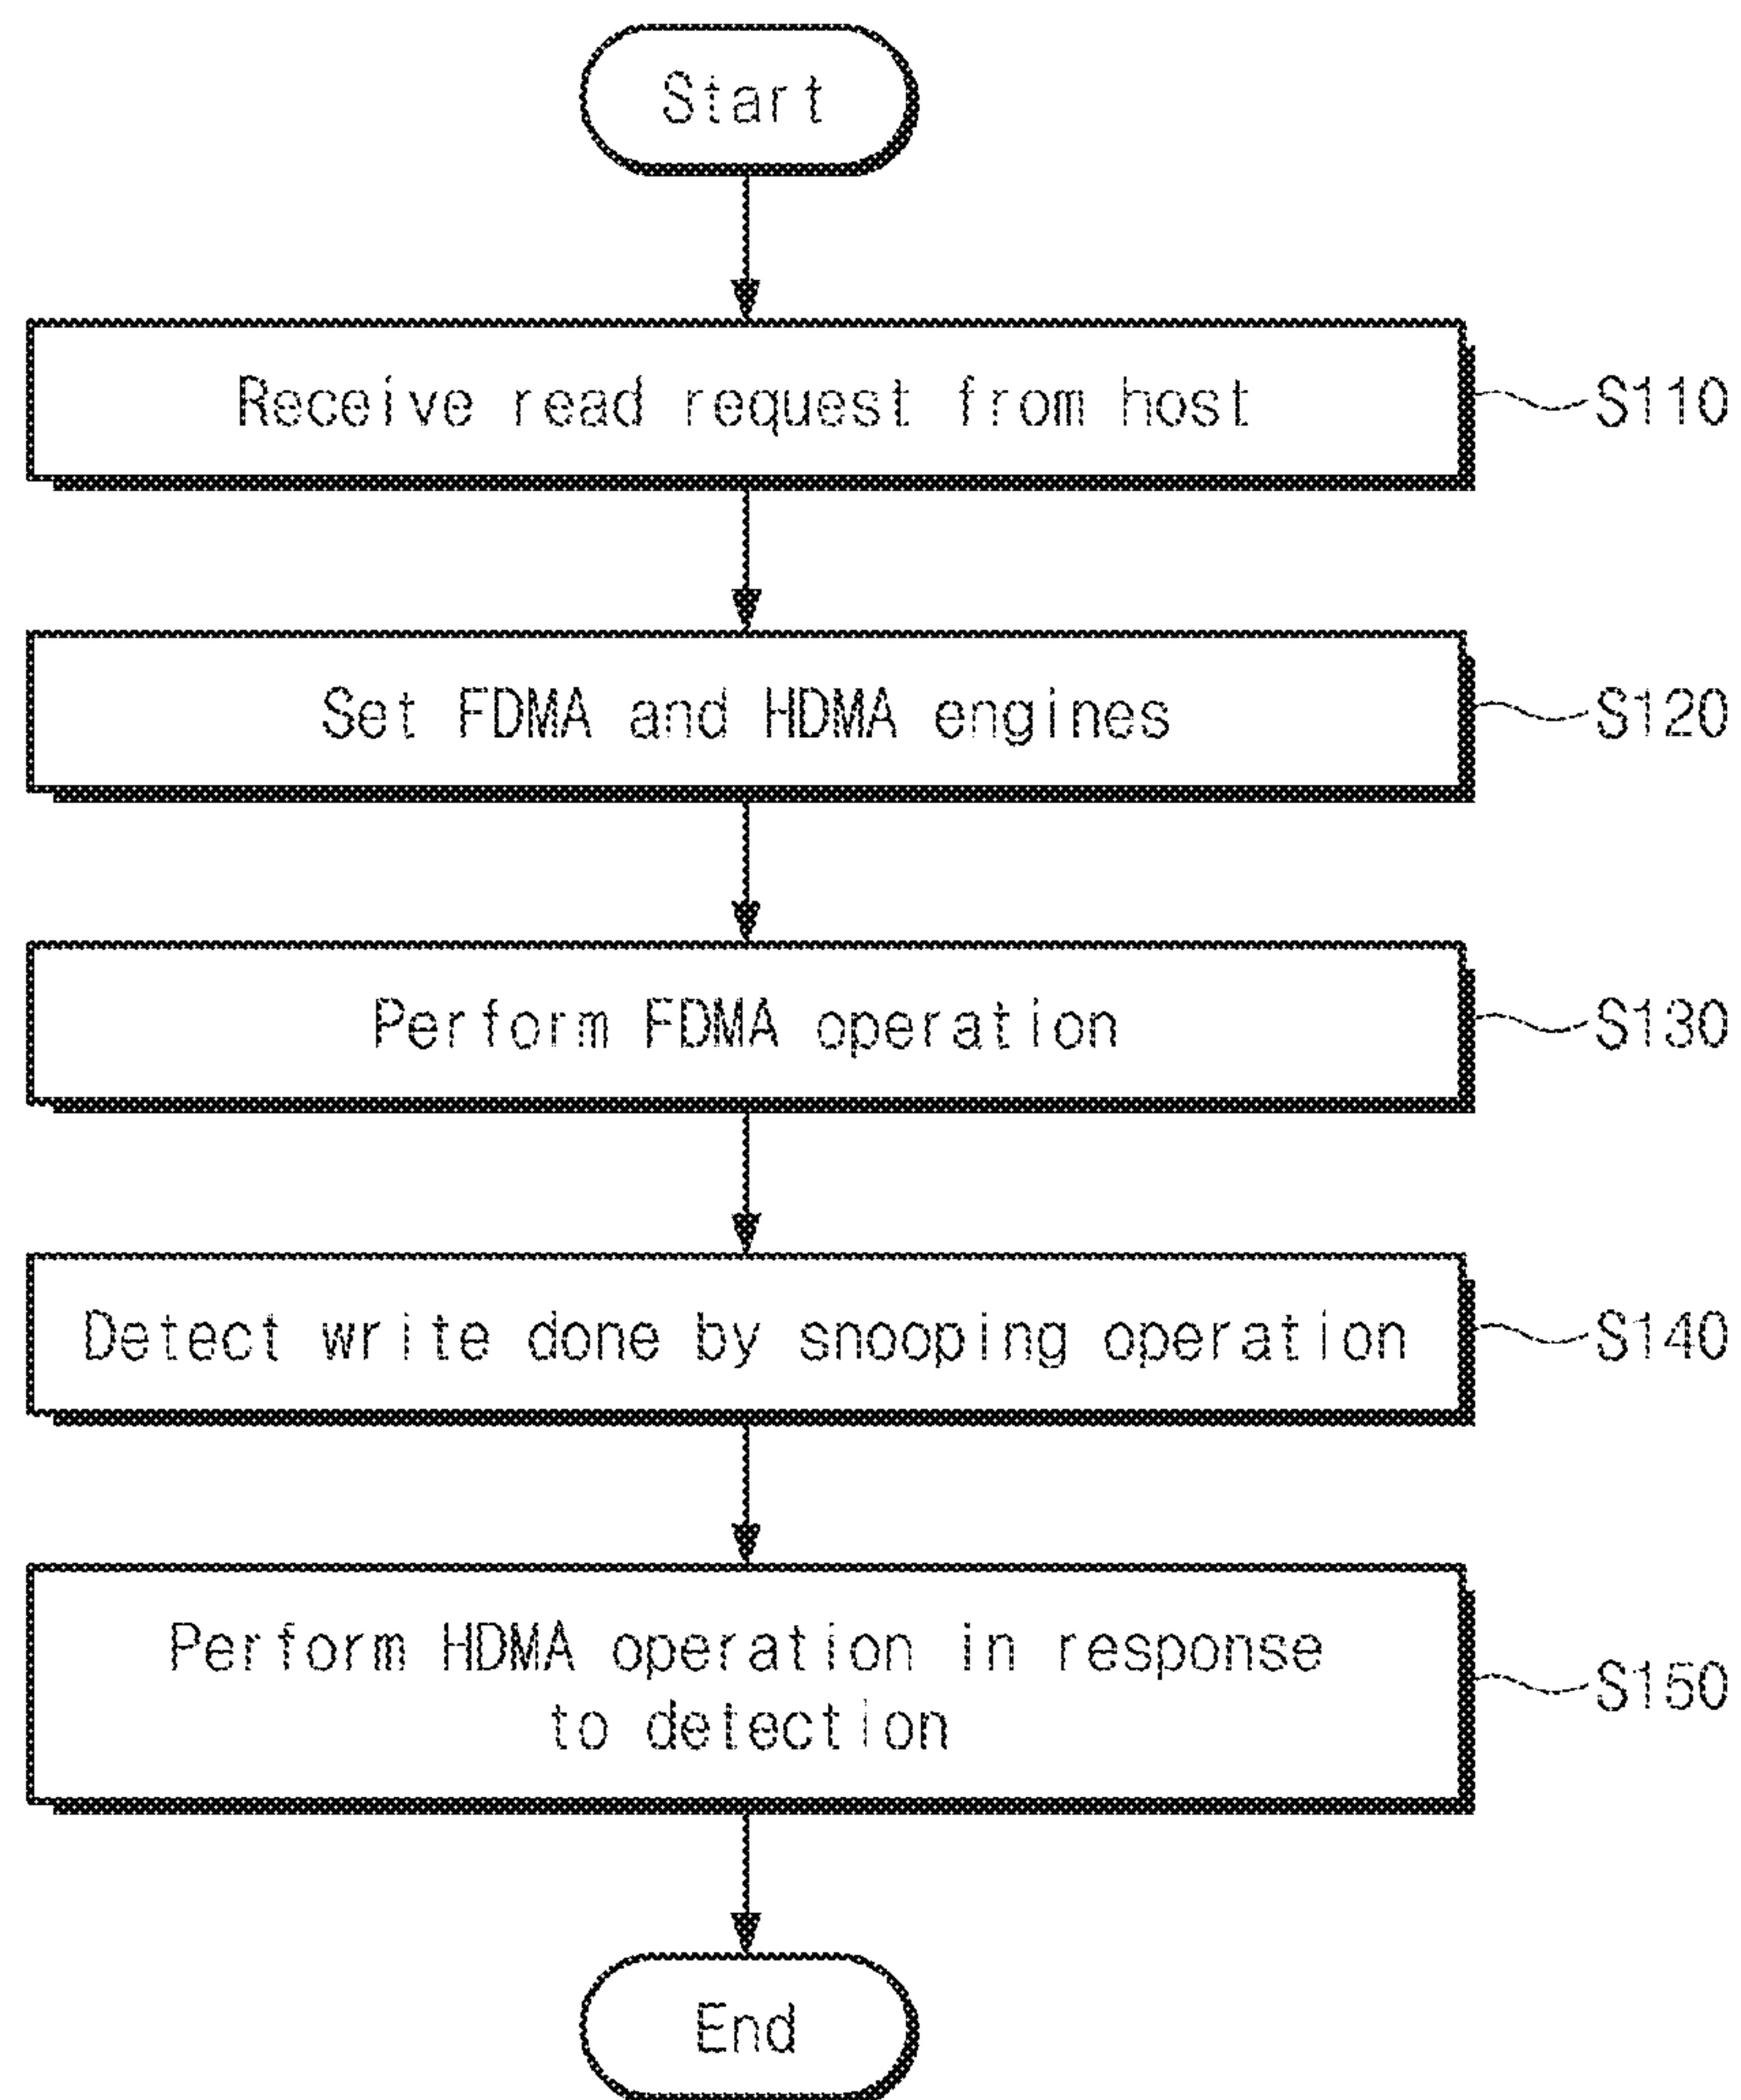 Start
Receive read request from host
S110
Set FDMA and HDMA engines
S120
Perform FDMA operation
S130
Detect write done by snooping operation
S140
Perform HDMA operation in response
to detection
S150
End